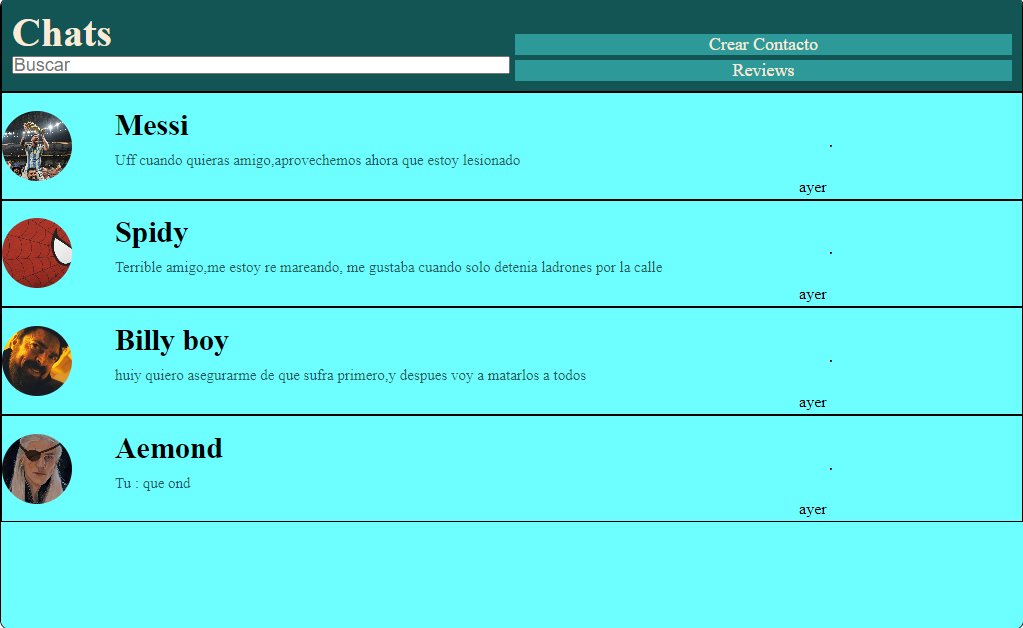 Chats
Buscar
Crear Contacto
Reviews
Messi
Uff cuando quieras amigo,aprovechemos ahora que estoy lesionado
.
ayer
Spidy
Terrible amigo,me estoy re mareando, me gustaba cuando solo detenia ladrones por la calle
.
ayer
Billy boy
huiy quiero asegurarme de que sufra primero,y despues voy a matarlos a todos
.
ayer
Aemond
Tu : que ond
.
ayer